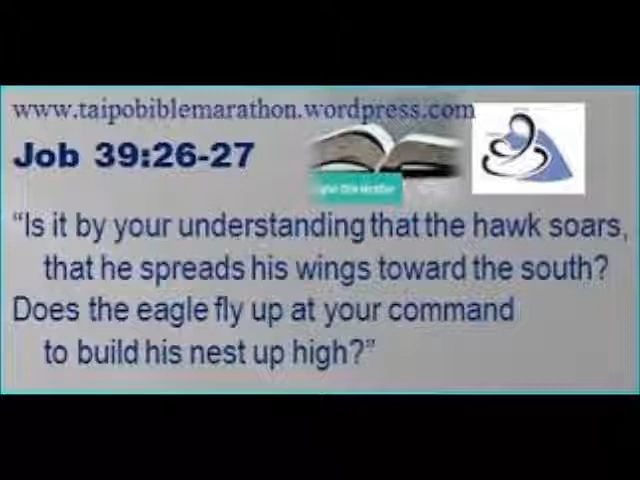 www.taipobiblemarathon.wordpress.com
Job 39:26-27
“Is it by your understanding that the hawk soars,
that he spreads his wings toward the south?
Does the eagle fly up at your command
to build his nest up high?”